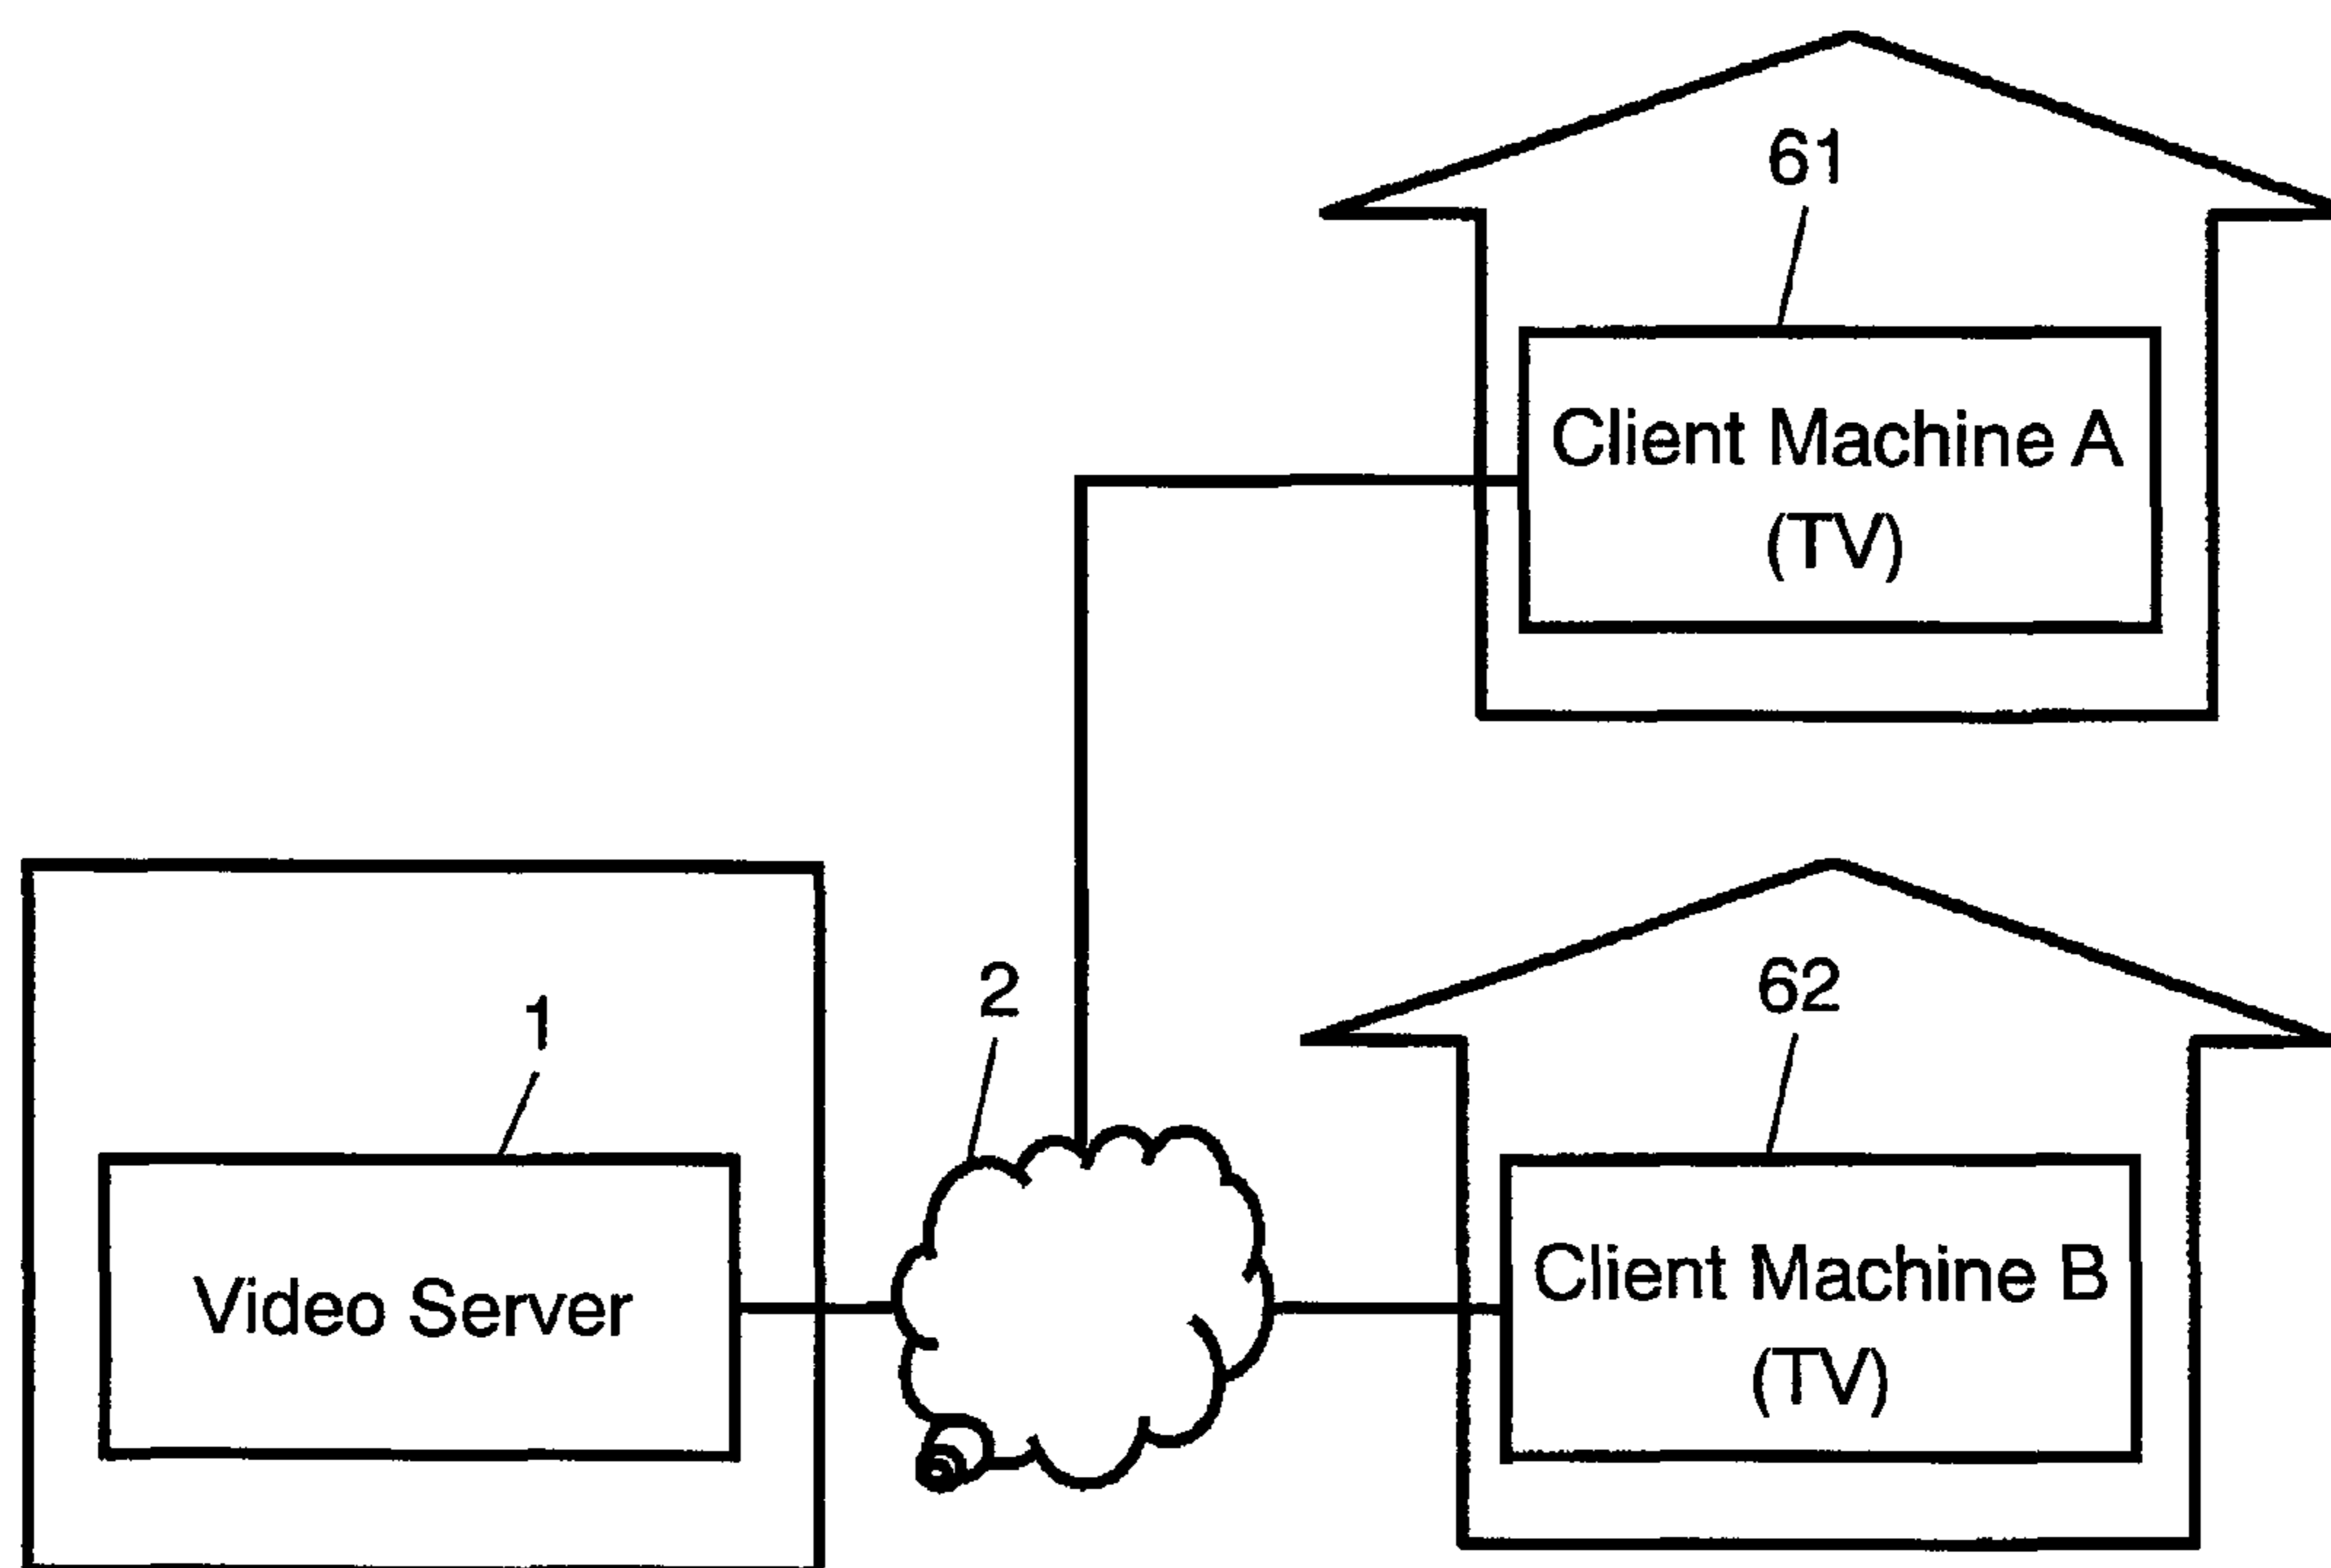 61
Client Machine A
(TV)
1
2
62
Video Server
Client Machine B
(TV)